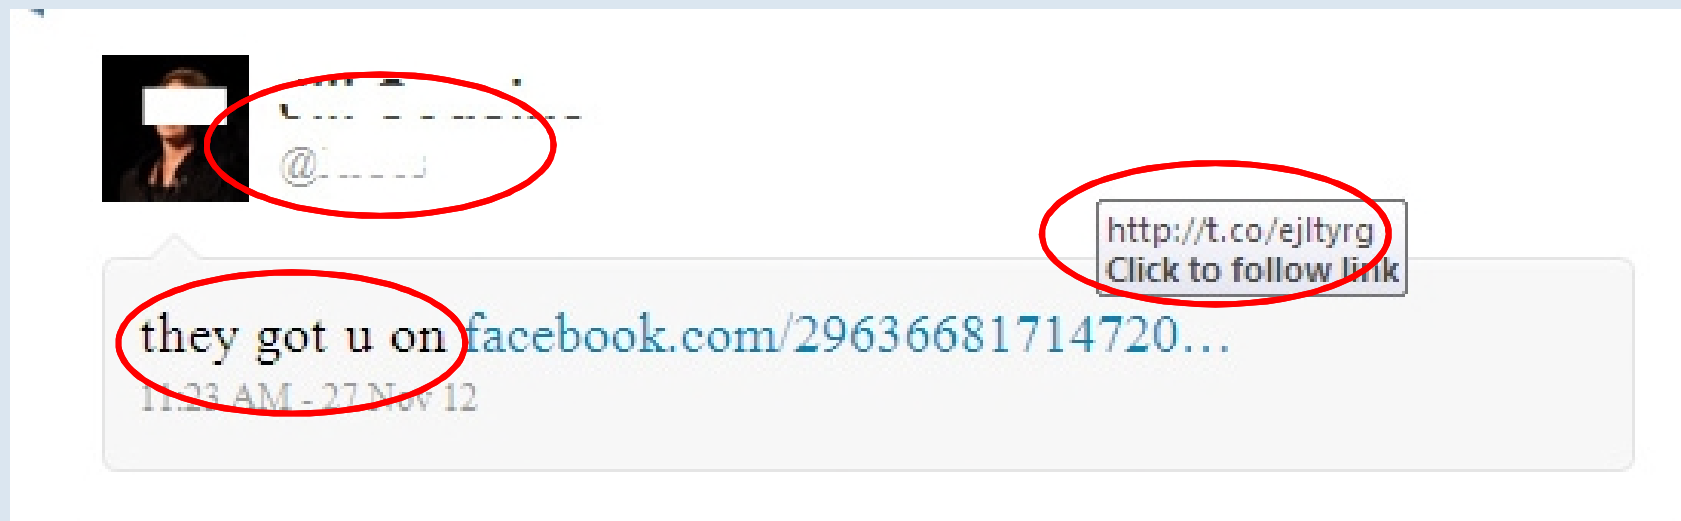 @
http://t.co/ejltyrg
Click to follow link
they got u on facebook.com/29636681714720...
11:23 AM - 27 Nov 12